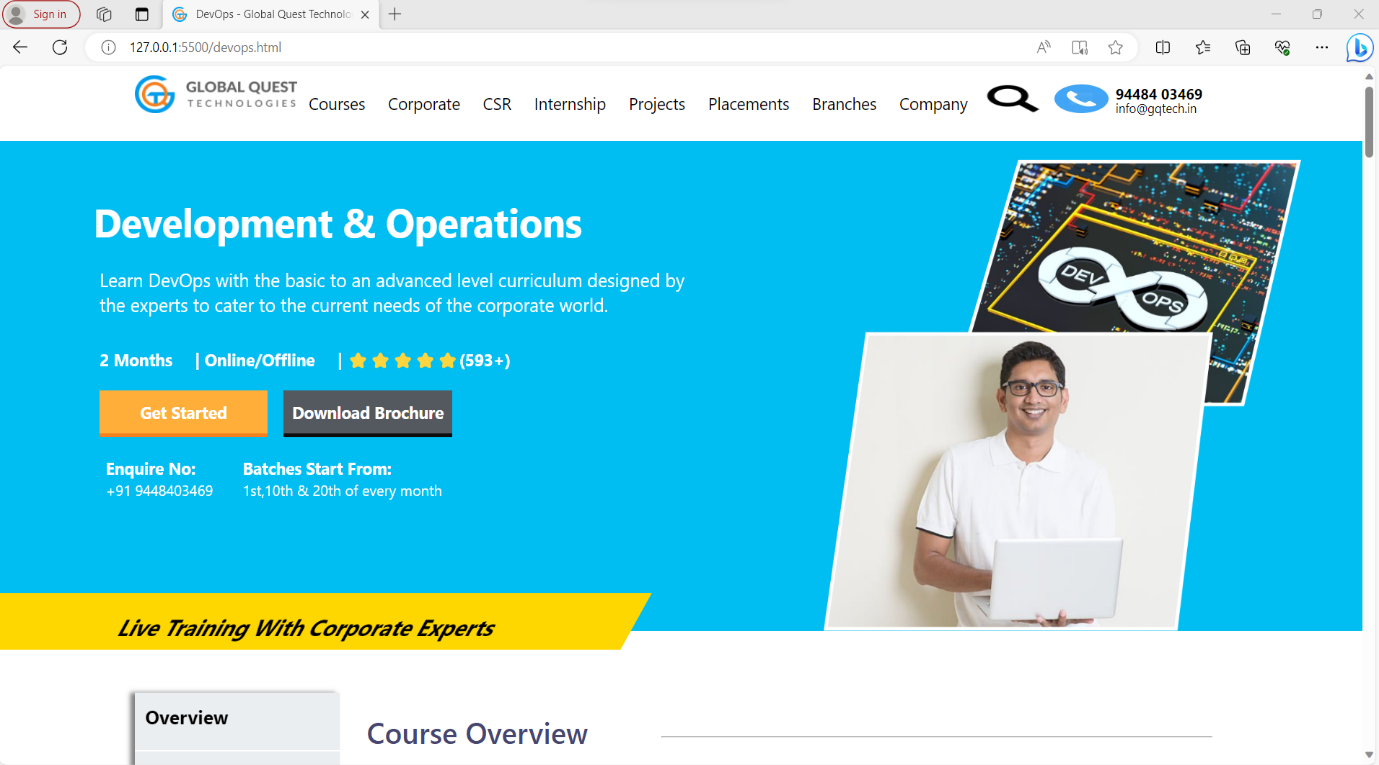 Sign in
DevOps - Global Quest Technolo
127.0.0.1:5500/devops.html
GLOBAL QUEST
TECHNOLOGIES
Courses Corporate CSR Internship Projects Placements Branches Company
94484 03469
info@gqtech.in
Development & Operations
DEV OPS
Learn DevOps with the basic to an advanced level curriculum designed by
the experts to cater to the current needs of the corporate world.
2 Months | Online/Offline | (593+)
Get Started Download Brochure
Enquire No: Batches Start From:
+91 9448403469 1st,10th & 20th of every month
Live Training With Corporate Experts
Overview
Course Overview